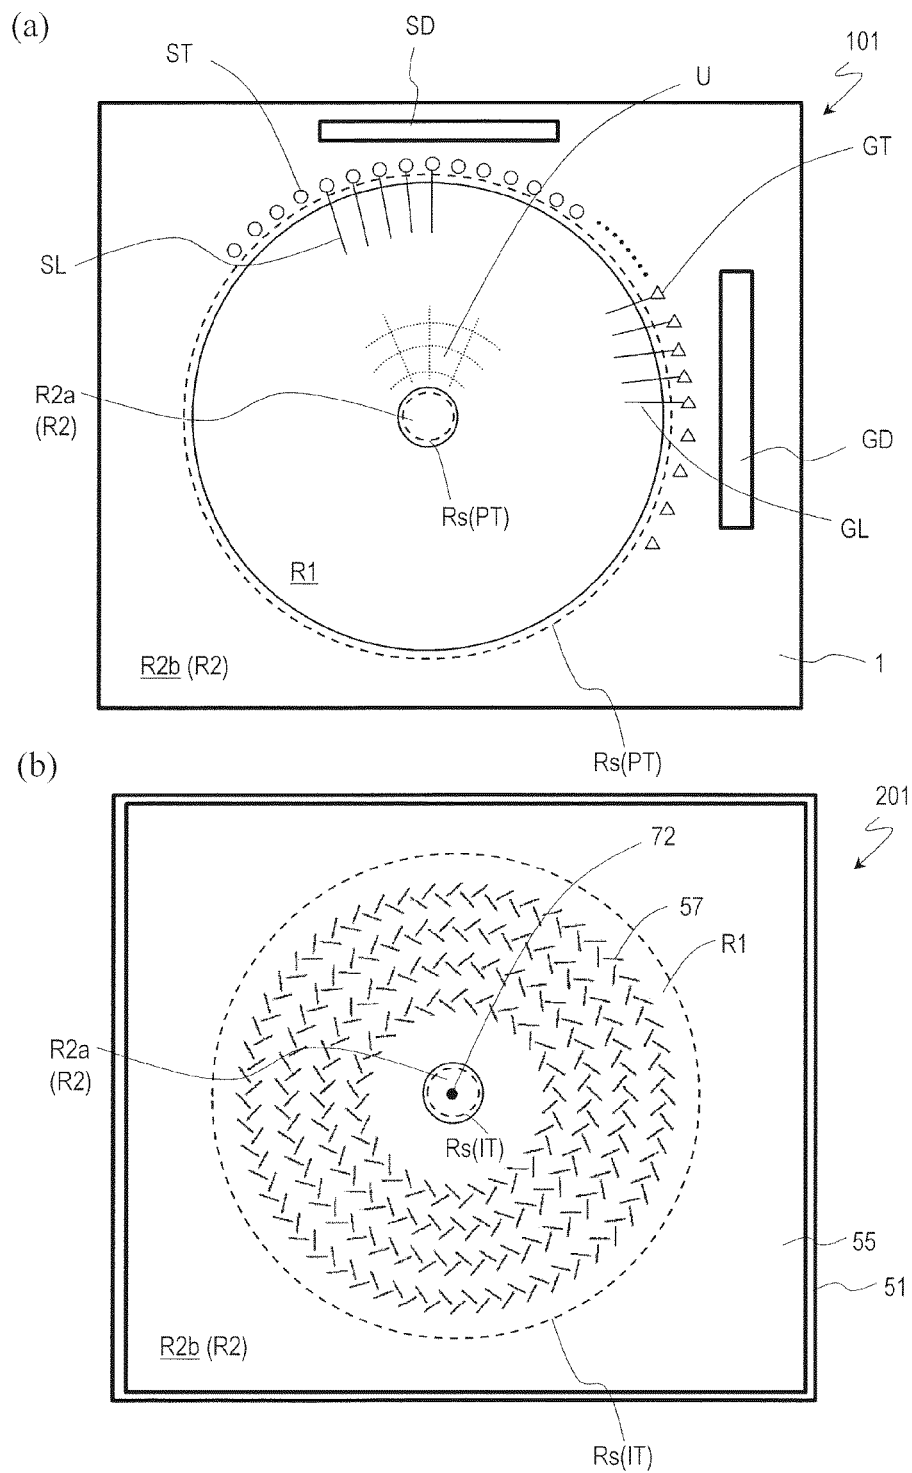 (a)
SD
101
ST
U
GT
SL
R2a
(R2)
GD
Rs(PT)
GL
R1
R2b (R2)
1
Rs(PT)
(b)
201
72
57
R1
R2a
(R2)
Rs(IT)
55
51
R2b (R2)
Rs(IT)